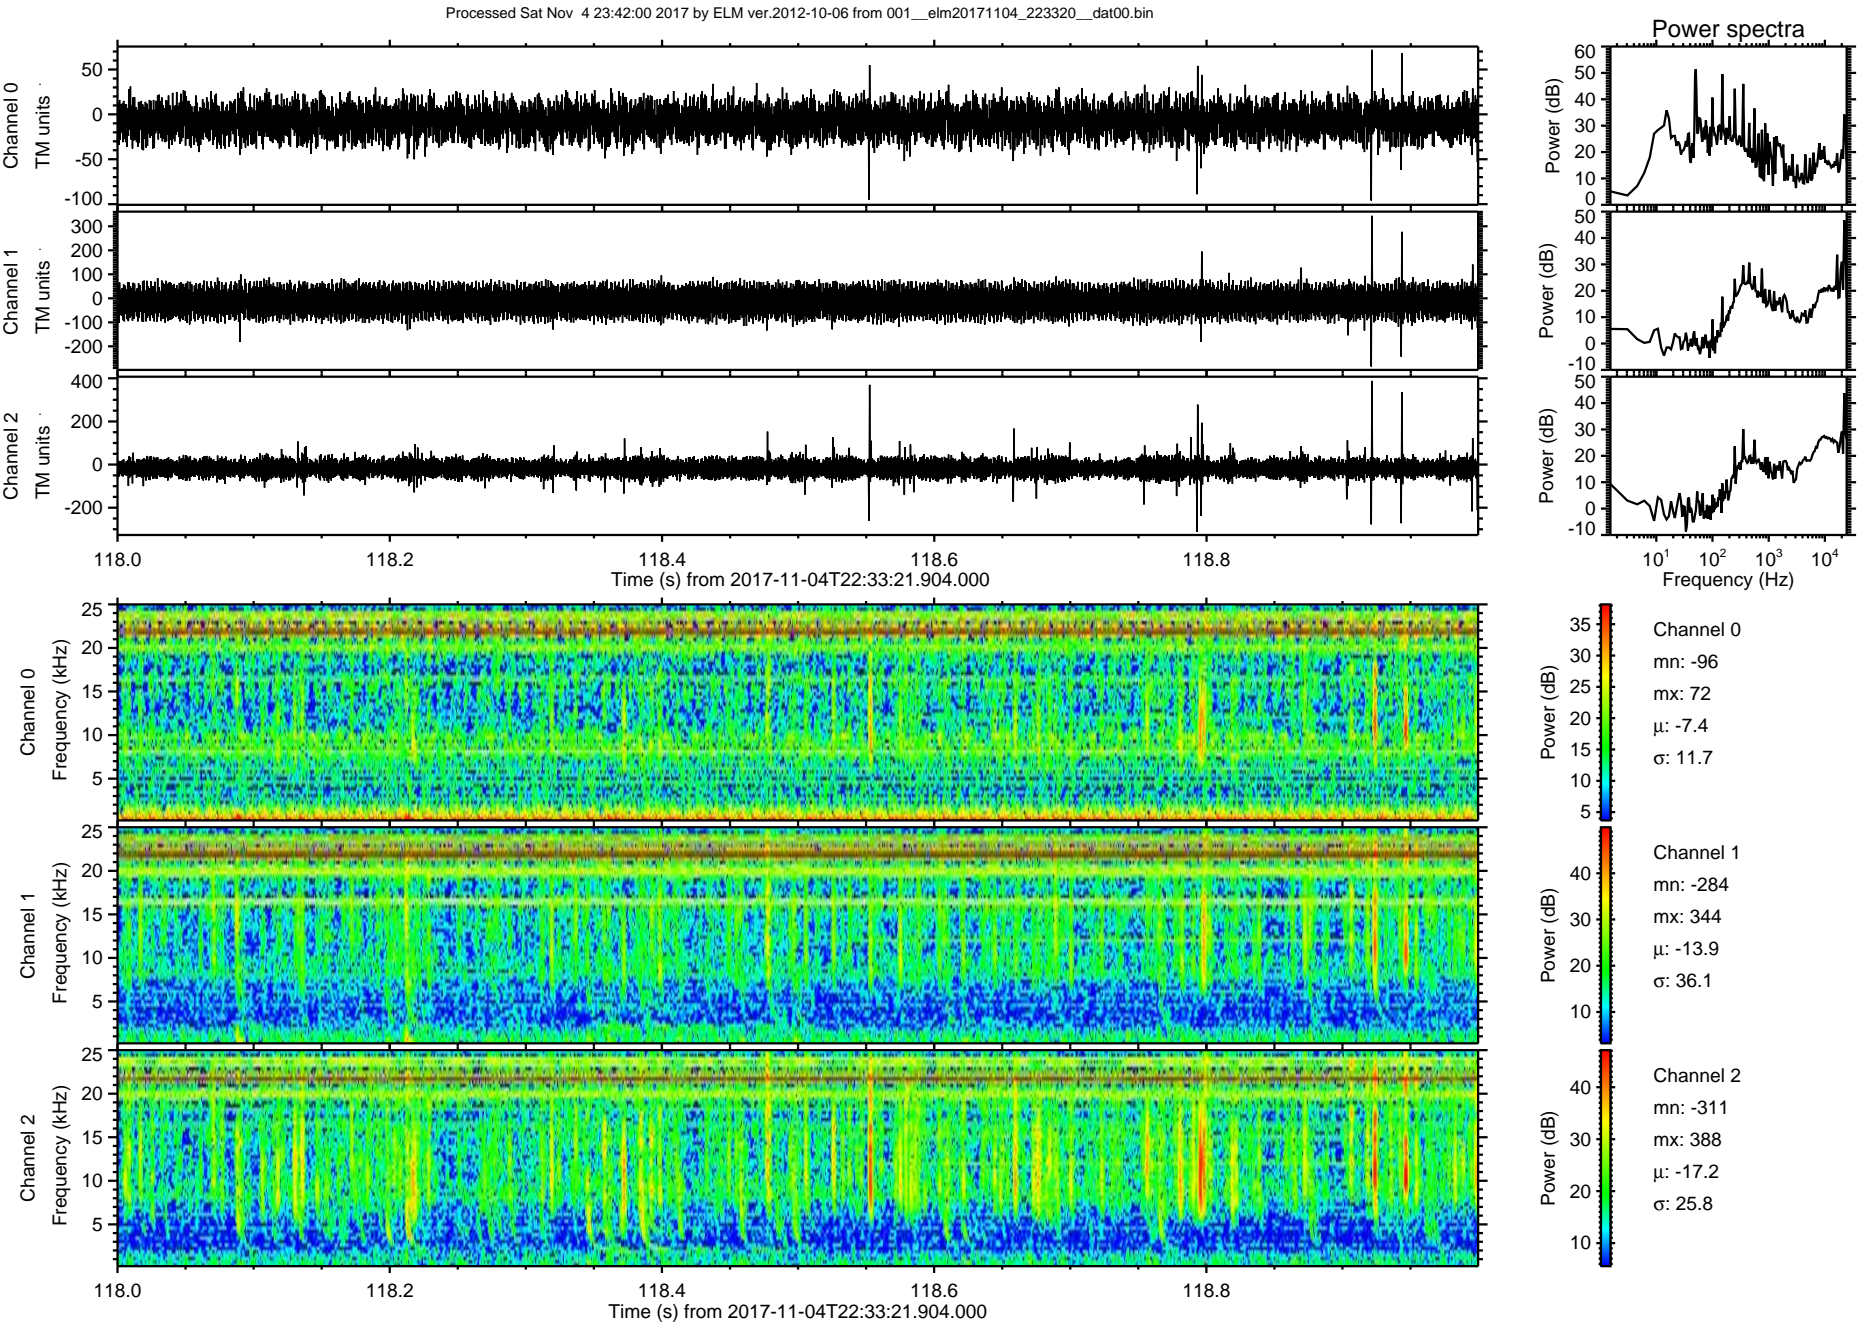 Processed Sat Nov  4 23:42:00 2017 by ELM ver.2012-10-06 from 001__elm20171104_223320__dat00.bin
Power spectra
Channel 0
TM units
50
0
-50
-100
Power (dB)
60
50
40
30
20
10
0
Channel 1
TM units
300
200
100
0
-100
-200
Power (dB)
50
40
30
20
10
0
-10
Channel 2
TM units
400
200
0
-200
Power (dB)
50
40
30
20
10
0
-10
118.0 118.2 118.4 118.6 118.8
Time (s) from 2017-11-04T22:33:21.904.000
10¹ 10² 10³ 10⁴
Frequency (Hz)
Channel 0
Frequency (kHz)
25
20
15
10
5
Power (dB)
35
30
25
20
15
10
5
Channel 0
mn: -96
mx: 72
μ: -7.4
σ: 11.7
Channel 1
Frequency (kHz)
25
20
15
10
5
Power (dB)
40
30
20
10
Channel 1
mn: -284
mx: 344
μ: -13.9
σ: 36.1
Channel 2
Frequency (kHz)
25
20
15
10
5
Power (dB)
40
30
20
10
Channel 2
mn: -311
mx: 388
μ: -17.2
σ: 25.8
118.0 118.2 118.4 118.6 118.8
Time (s) from 2017-11-04T22:33:21.904.000